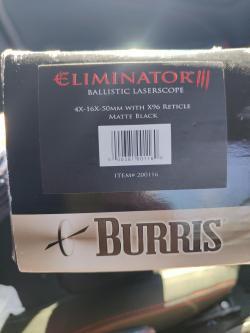 ELIMINATOR III
BALLISTIC LASERSCOPE
4X-16X-50MM WITH X96 RETICLE
MATTE BLACK
ITEM# 200116
BURRIS®